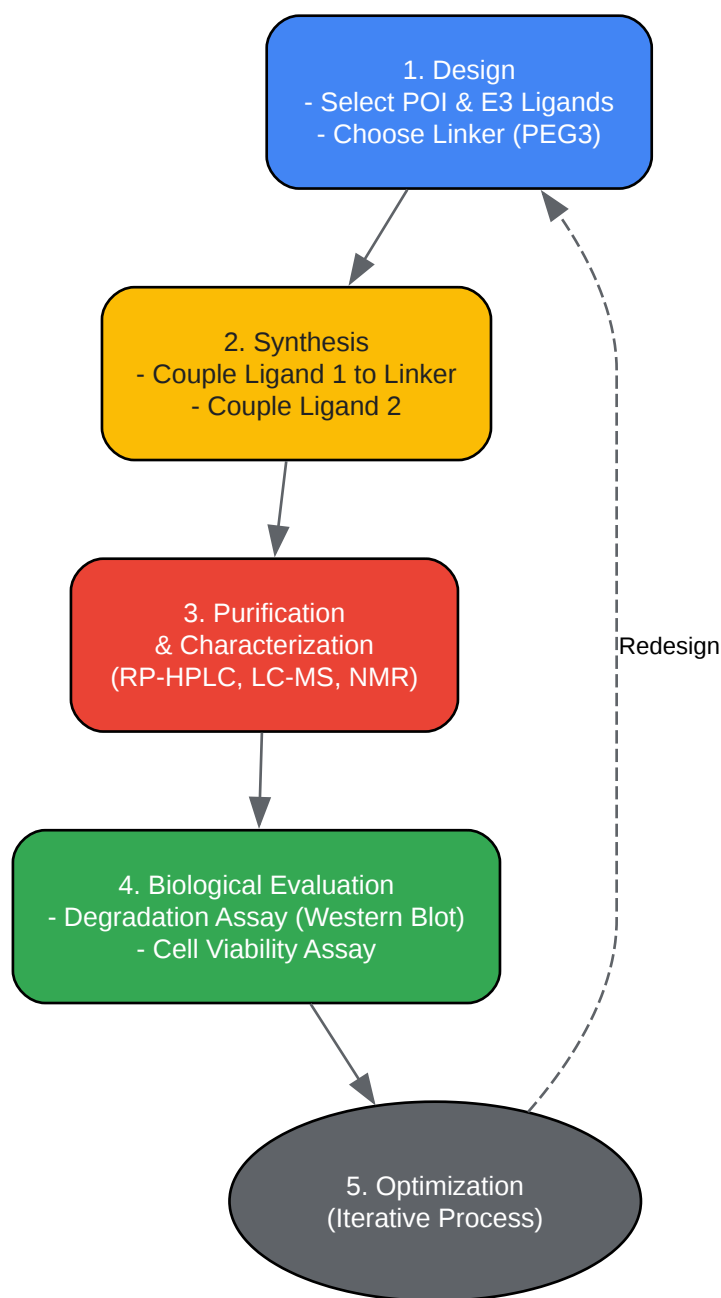 1. Design
- Select POI & E3 Ligands
- Choose Linker (PEG3)
2. Synthesis
- Couple Ligand 1 to Linker
- Couple Ligand 2
3. Purification
& Characterization
(RP-HPLC, LC-MS, NMR)
Redesign
4. Biological Evaluation
- Degradation Assay (Western Blot)
- Cell Viability Assay
5. Optimization
(Iterative Process)